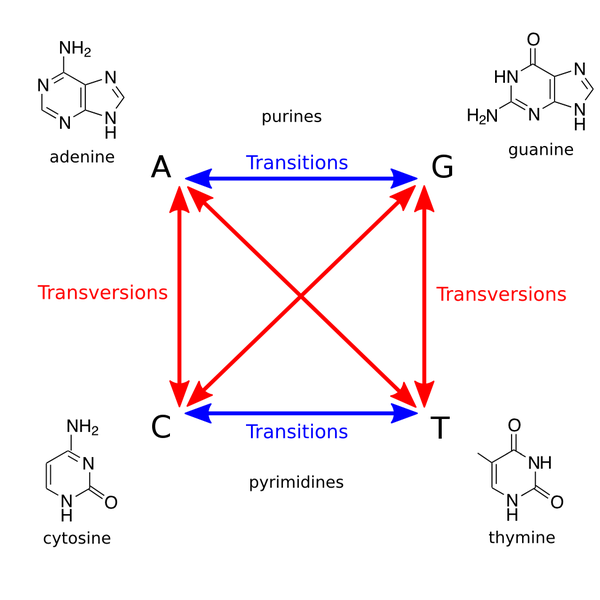 NH₂
N
N
N
N
H
adenine
purines
O
HN
N
H₂N
N
N
H
guanine
A
Transitions
G
Transversions
Transversions
C
Transitions
T
pyrimidines
NH₂
N
N
H
O
cytosine
O
NH
N
H
O
thymine